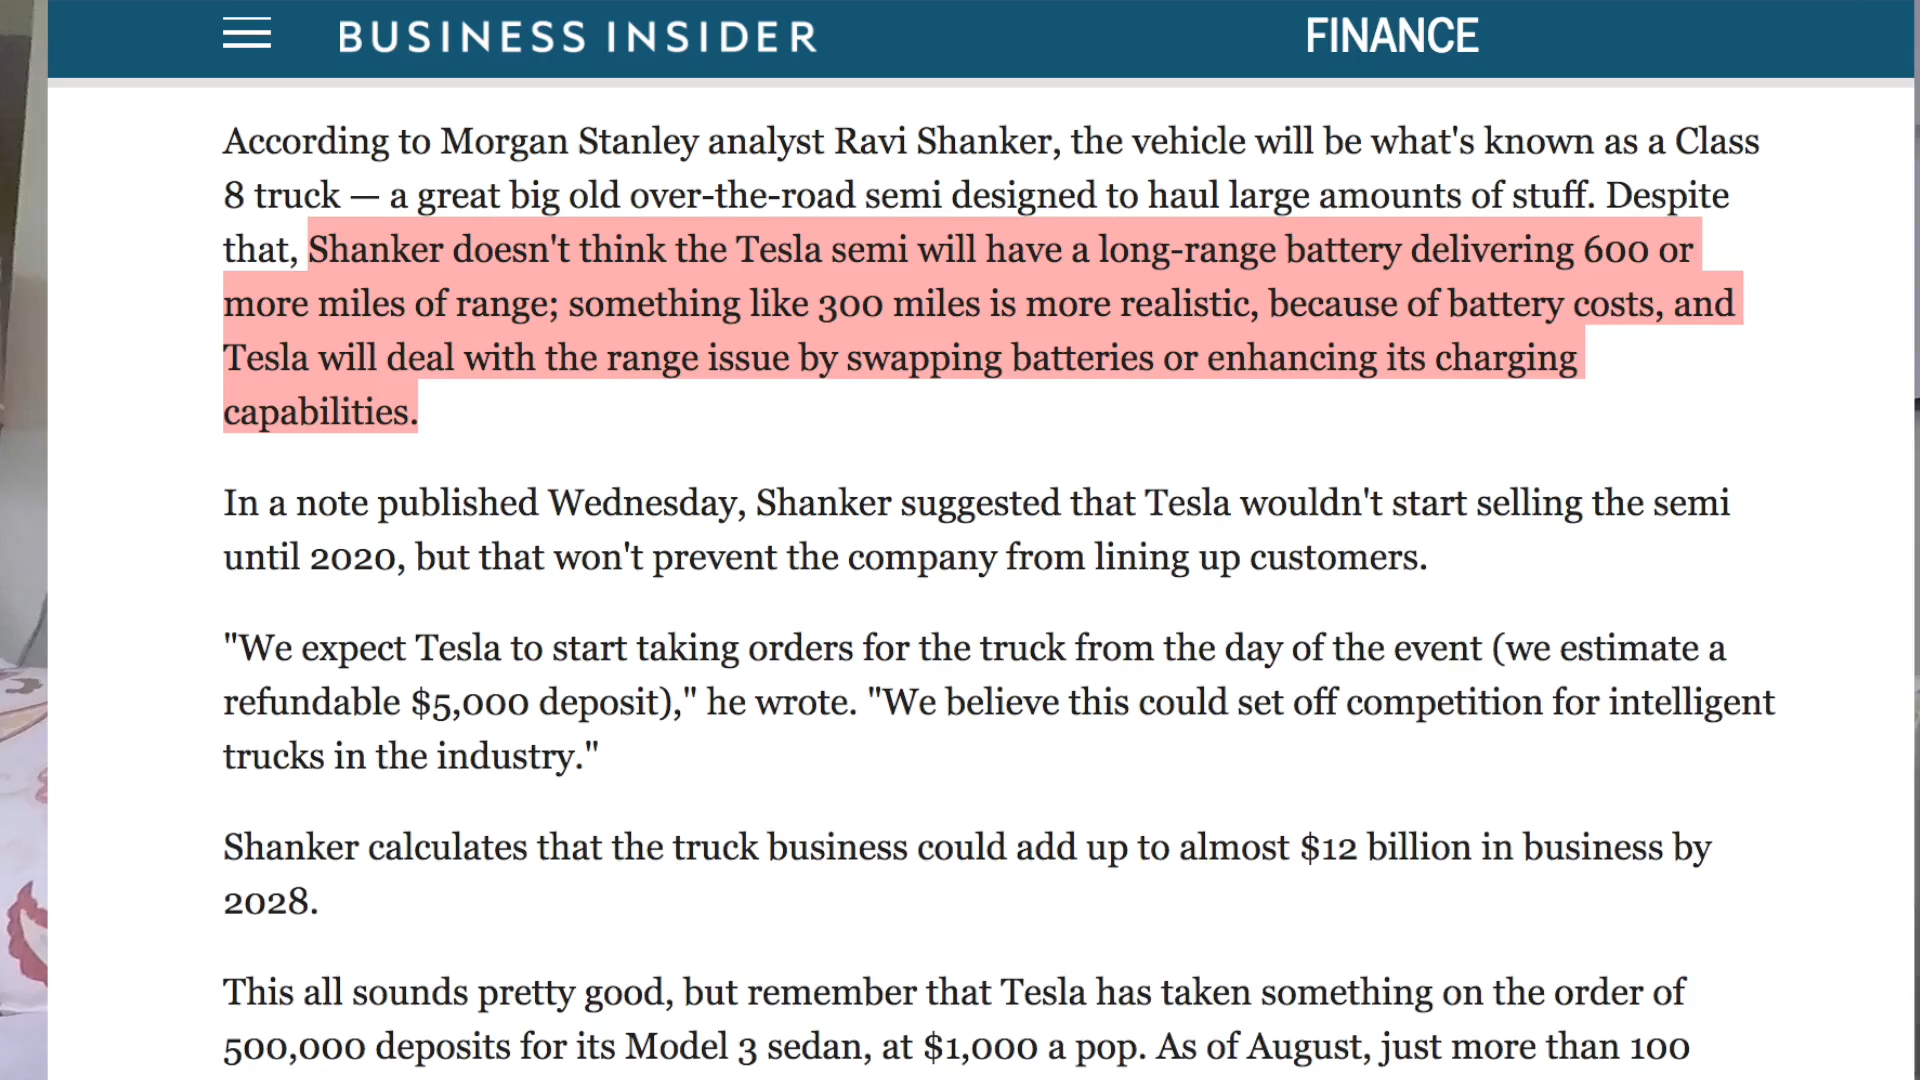 BUSINESS INSIDER
FINANCE
According to Morgan Stanley analyst Ravi Shanker, the vehicle will be what's known as a Class
8 truck — a great big old over-the-road semi designed to haul large amounts of stuff. Despite
that, Shanker doesn't think the Tesla semi will have a long-range battery delivering 600 or
more miles of range; something like 300 miles is more realistic, because of battery costs, and
Tesla will deal with the range issue by swapping batteries or enhancing its charging
capabilities.
In a note published Wednesday, Shanker suggested that Tesla wouldn't start selling the semi
until 2020, but that won't prevent the company from lining up customers.
"We expect Tesla to start taking orders for the truck from the day of the event (we estimate a
refundable $5,000 deposit)," he wrote. "We believe this could set off competition for intelligent
trucks in the industry."
Shanker calculates that the truck business could add up to almost $12 billion in business by
2028.
This all sounds pretty good, but remember that Tesla has taken something on the order of
500,000 deposits for its Model 3 sedan, at $1,000 a pop. As of August, just more than 100